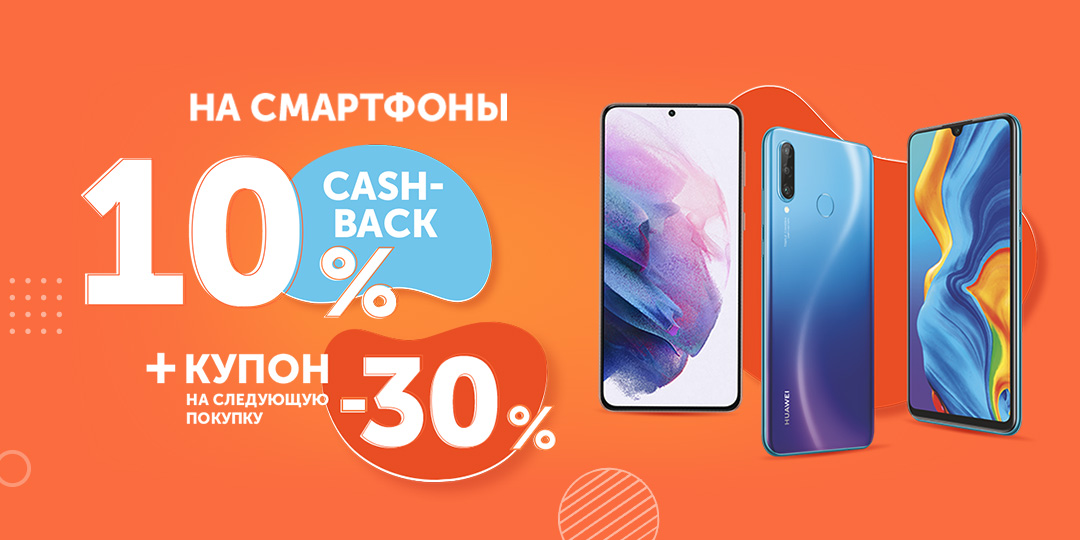 НА СМАРТФОНЫ
10%
CASH-
BACK
+ КУПОН
НА СЛЕДУЮЩУЮ
ПОКУПКУ
-30%
HUAWEI